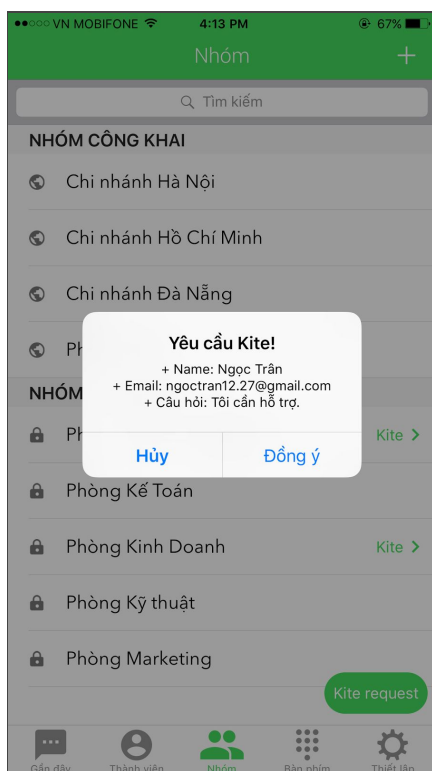 VN MOBIFONE 4:13 PM 67%
Nhóm +
Tìm kiếm
NHÓM CÔNG KHAI
Chi nhánh Hà Nội
Chi nhánh Hồ Chí Minh
Chi nhánh Đà Nẵng
Yêu cầu Kite!
+ Name: Ngọc Trân
+ Email: ngoctran12.27@gmail.com
+ Câu hỏi: Tôi cần hỗ trợ.
NHÓM
Kite >
Hủy Đồng ý
Phòng Kế Toán
Phòng Kinh Doanh Kite >
Phòng Kỹ thuật
Phòng Marketing
Kite request
Gần đây Thành viên Nhóm Bàn phím Thiết lập